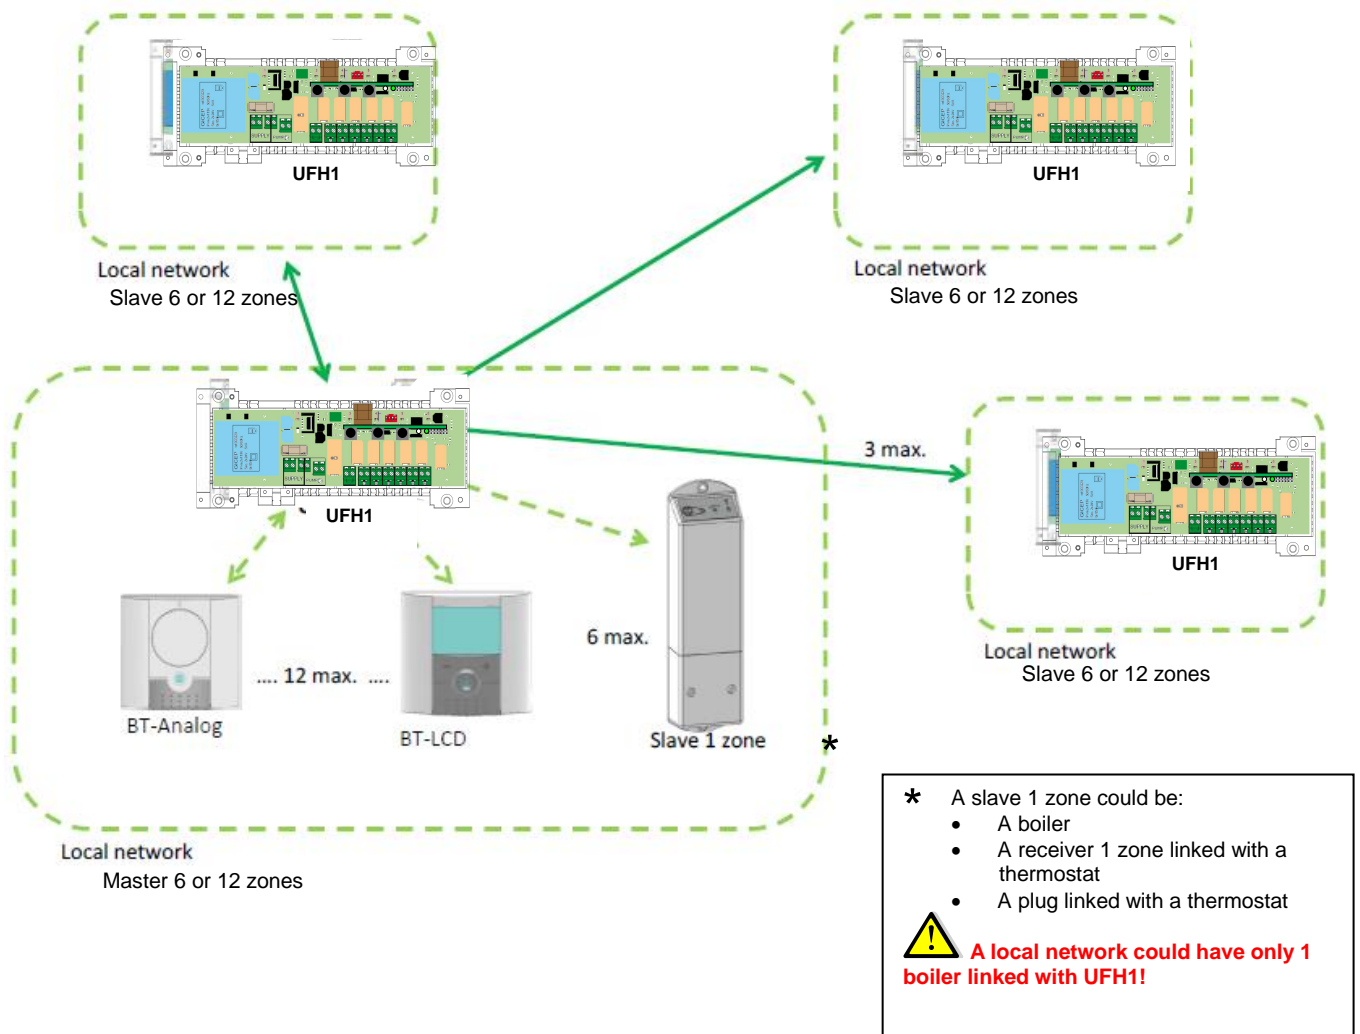 UFH1
UFH1
Local network
Slave 6 or 12 zones
Local network
Slave 6 or 12 zones
SUPPLY
UFH1
3 max.
UFH1
6 max.
.... 12 max. ....
BT-Analog
BT-LCD
Slave 1 zone
*
Local network
Slave 6 or 12 zones
Local network
Master 6 or 12 zones
* A slave 1 zone could be:
• A boiler
• A receiver 1 zone linked with a
thermostat
• A plug linked with a thermostat
! A local network could have only 1
boiler linked with UFH1!